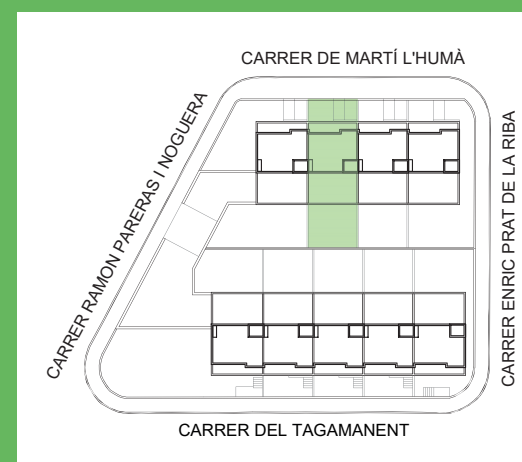 CARRER DE MARTÍ L'HUMÀ
CARRER RAMON PARERAS I NOGUERA
CARRER ENRIC PRAT DE LA RIBA
CARRER DEL TAGAMANENT